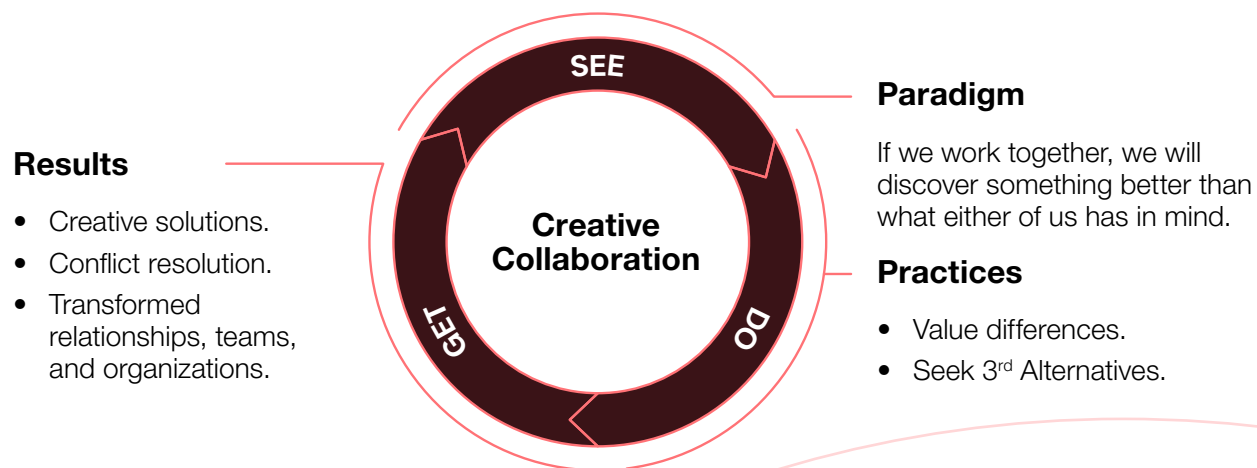 SEE
Paradigm
If we work together, we will
discover something better than
what either of us has in mind.
Results
• Creative solutions.
• Conflict resolution.
• Transformed
relationships, teams,
and organizations.
Creative
Collaboration
Practices
• Value differences.
• Seek 3rd Alternatives.
DO
GET